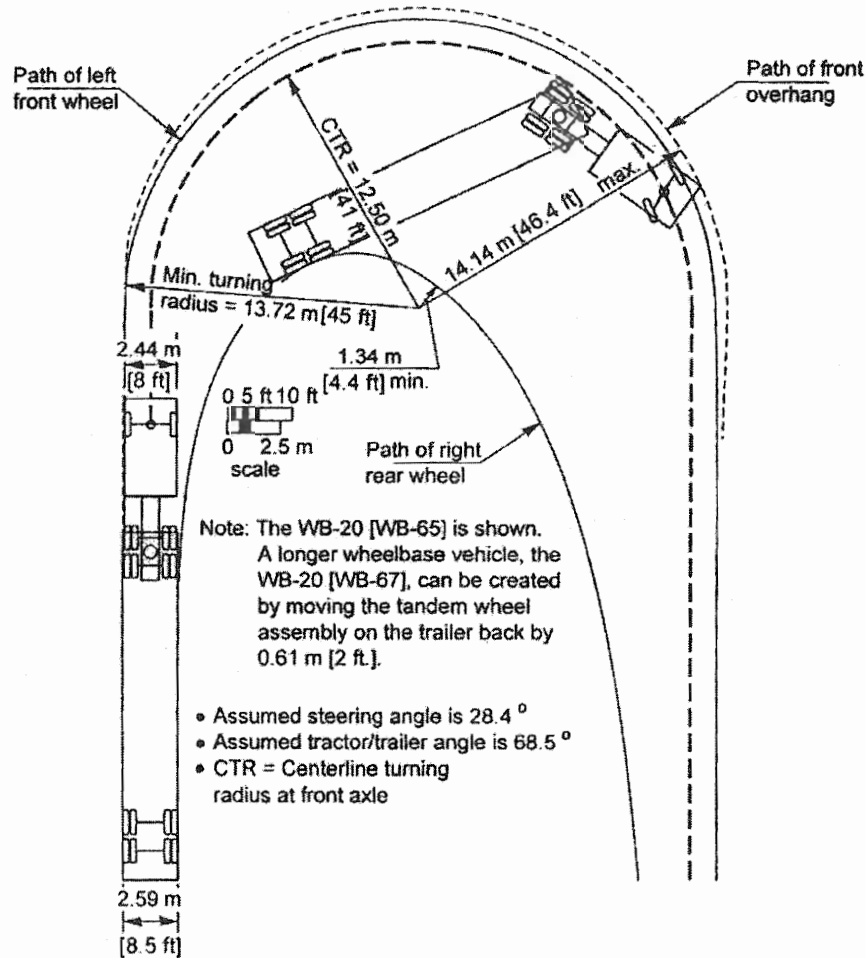 Path of left
front wheel
Path of front
overhang
CTR = 12.50 m
[41 ft]
14.14 m [46.4 ft] max.
Min. turning
radius = 13.72 m [45 ft]
2.44 m
[8 ft]
1.34 m
[4.4 ft] min.
0 5 ft 10 ft
0 2.5 m
scale
Path of right
rear wheel
Note: The WB-20 [WB-65] is shown.
A longer wheelbase vehicle, the
WB-20 [WB-67], can be created
by moving the tandem wheel
assembly on the trailer back by
0.61 m [2 ft.].
• Assumed steering angle is 28.4 °
• Assumed tractor/trailer angle is 68.5 °
• CTR = Centerline turning
radius at front axle
2.59 m
[8.5 ft]